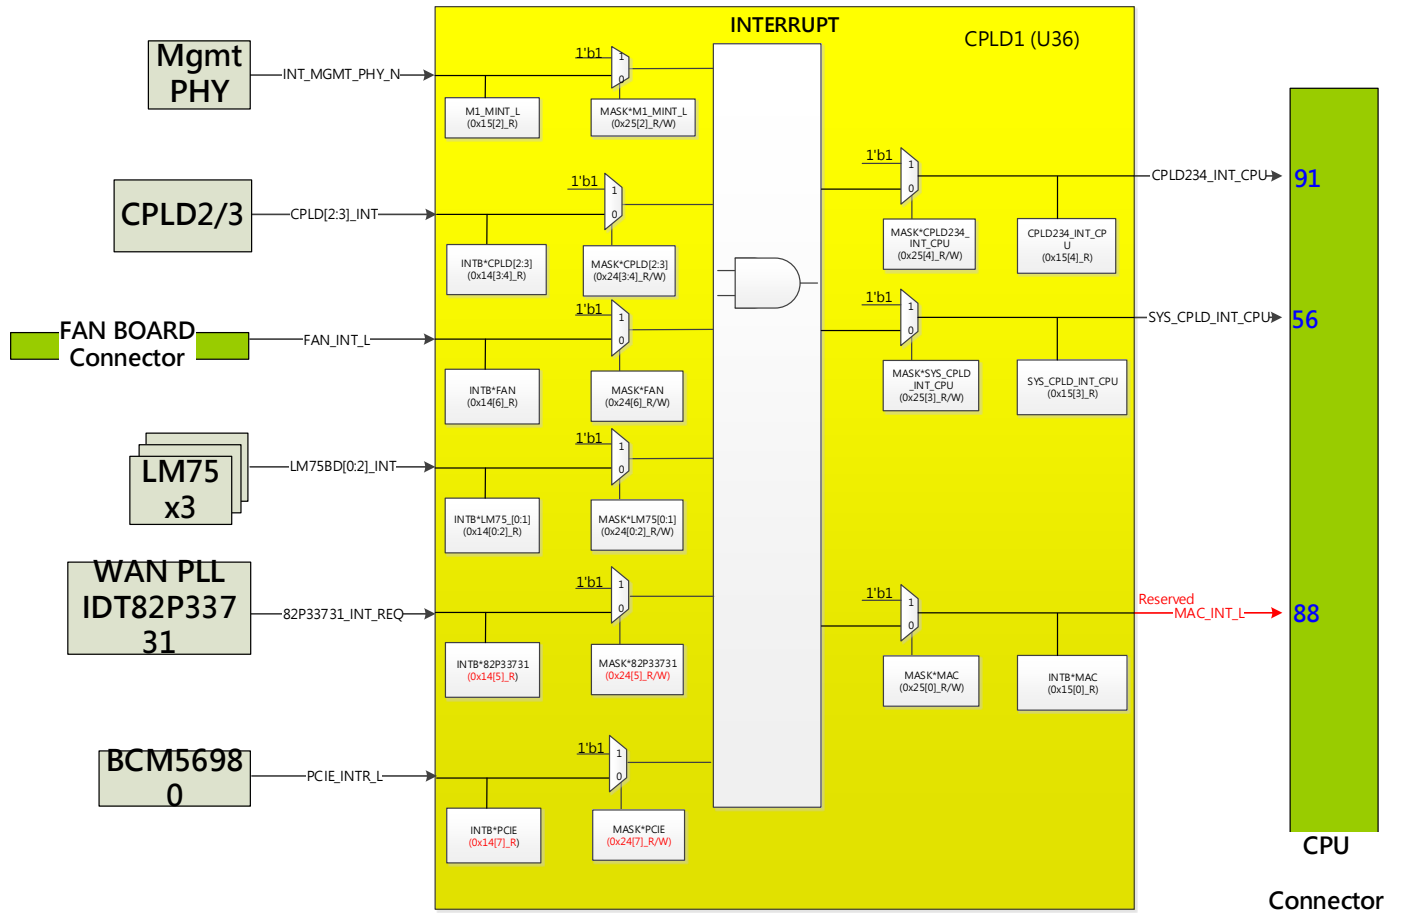 INTERRUPT
CPLD1 (U36)
Mgmt
PHY
INT_MGMT_PHY_N
1'b1
1
0
M1_MINT_L
(0x15[2]_R)
MASK*M1_MINT_L
(0x25[2]_R/W)
CPLD2/3
CPLD[2:3]_INT
1'b1
1
0
INTB*CPLD[2:3]
(0x14[3:4]_R)
MASK*CPLD[2:3]
(0x24[3:4]_R/W)
FAN BOARD
Connector
FAN_INT_L
1'b1
1
0
INTB*FAN
(0x14[6]_R)
MASK*FAN
(0x24[6]_R/W)
LM75
x3
LM75BD[0:2]_INT
1'b1
1
0
INTB*LM75_[0:1]
(0x14[0:2]_R)
MASK*LM75[0:1]
(0x24[0:2]_R/W)
WAN PLL
IDT82P337
31
82P33731_INT_REQ
1'b1
1
0
INTB*82P33731
(0x14[5]_R)
MASK*82P33731
(0x24[5]_R/W)
BCM5698
0
PCIE_INTR_L
1'b1
1
0
INTB*PCIE
(0x14[7]_R)
MASK*PCIE
(0x24[7]_R/W)
1'b1
1
0
MASK*CPLD234_
INT_CPU
(0x25[4]_R/W)
CPLD234_INT_CP
U
(0x15[4]_R)
CPLD234_INT_CPU
91
1'b1
1
0
MASK*SYS_CPLD
_INT_CPU
(0x25[3]_R/W)
SYS_CPLD_INT_CPU
(0x15[3]_R)
SYS_CPLD_INT_CPU
56
1'b1
1
0
MASK*MAC
(0x25[0]_R/W)
INTB*MAC
(0x15[0]_R)
Reserved
MAC_INT_L
88
CPU
Connector